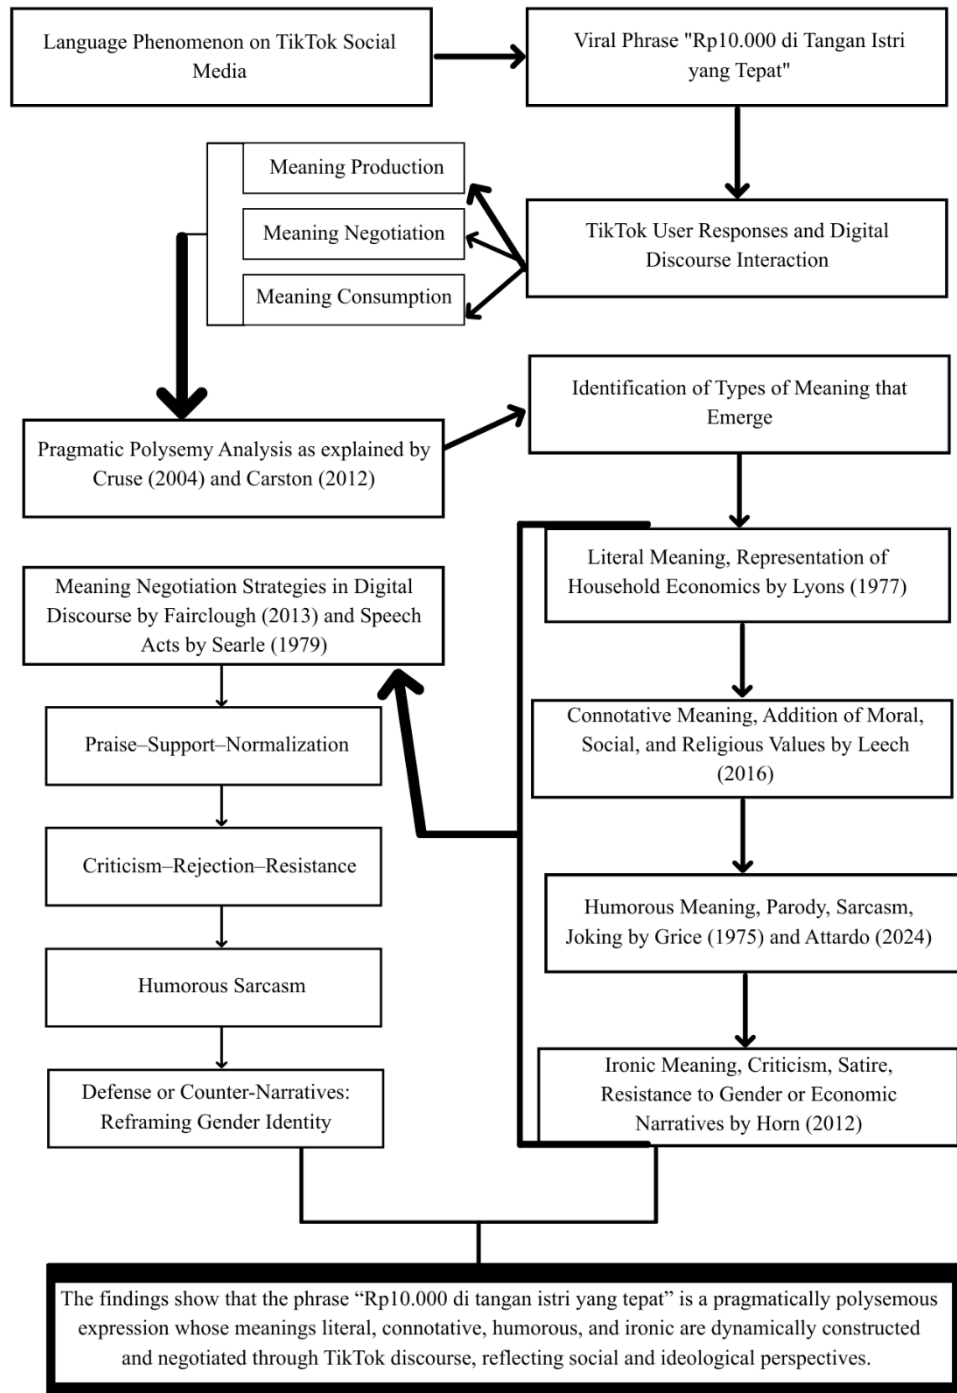 Language Phenomenon on TikTok Social
Media
Viral Phrase "Rp10.000 di Tangan Istri
yang Tepat"
TikTok User Responses and Digital
Discourse Interaction
Meaning Production
Meaning Negotiation
Meaning Consumption
Pragmatic Polysemy Analysis as explained by
Cruse (2004) and Carston (2012)
Identification of Types of Meaning that
Emerge
Literal Meaning, Representation of
Household Economics by Lyons (1977)
Connotative Meaning, Addition of Moral,
Social, and Religious Values by Leech
(2016)
Humorous Meaning, Parody, Sarcasm,
Joking by Grice (1975) and Attardo (2024)
Ironic Meaning, Criticism, Satire,
Resistance to Gender or Economic
Narratives by Horn (2012)
Meaning Negotiation Strategies in Digital
Discourse by Fairclough (2013) and Speech
Acts by Searle (1979)
Praise–Support–Normalization
Criticism–Rejection–Resistance
Humorous Sarcasm
Defense or Counter-Narratives:
Reframing Gender Identity
The findings show that the phrase “Rp10.000 di tangan istri yang tepat” is a pragmatically polysemous
expression whose meanings literal, connotative, humorous, and ironic are dynamically constructed
and negotiated through TikTok discourse, reflecting social and ideological perspectives.